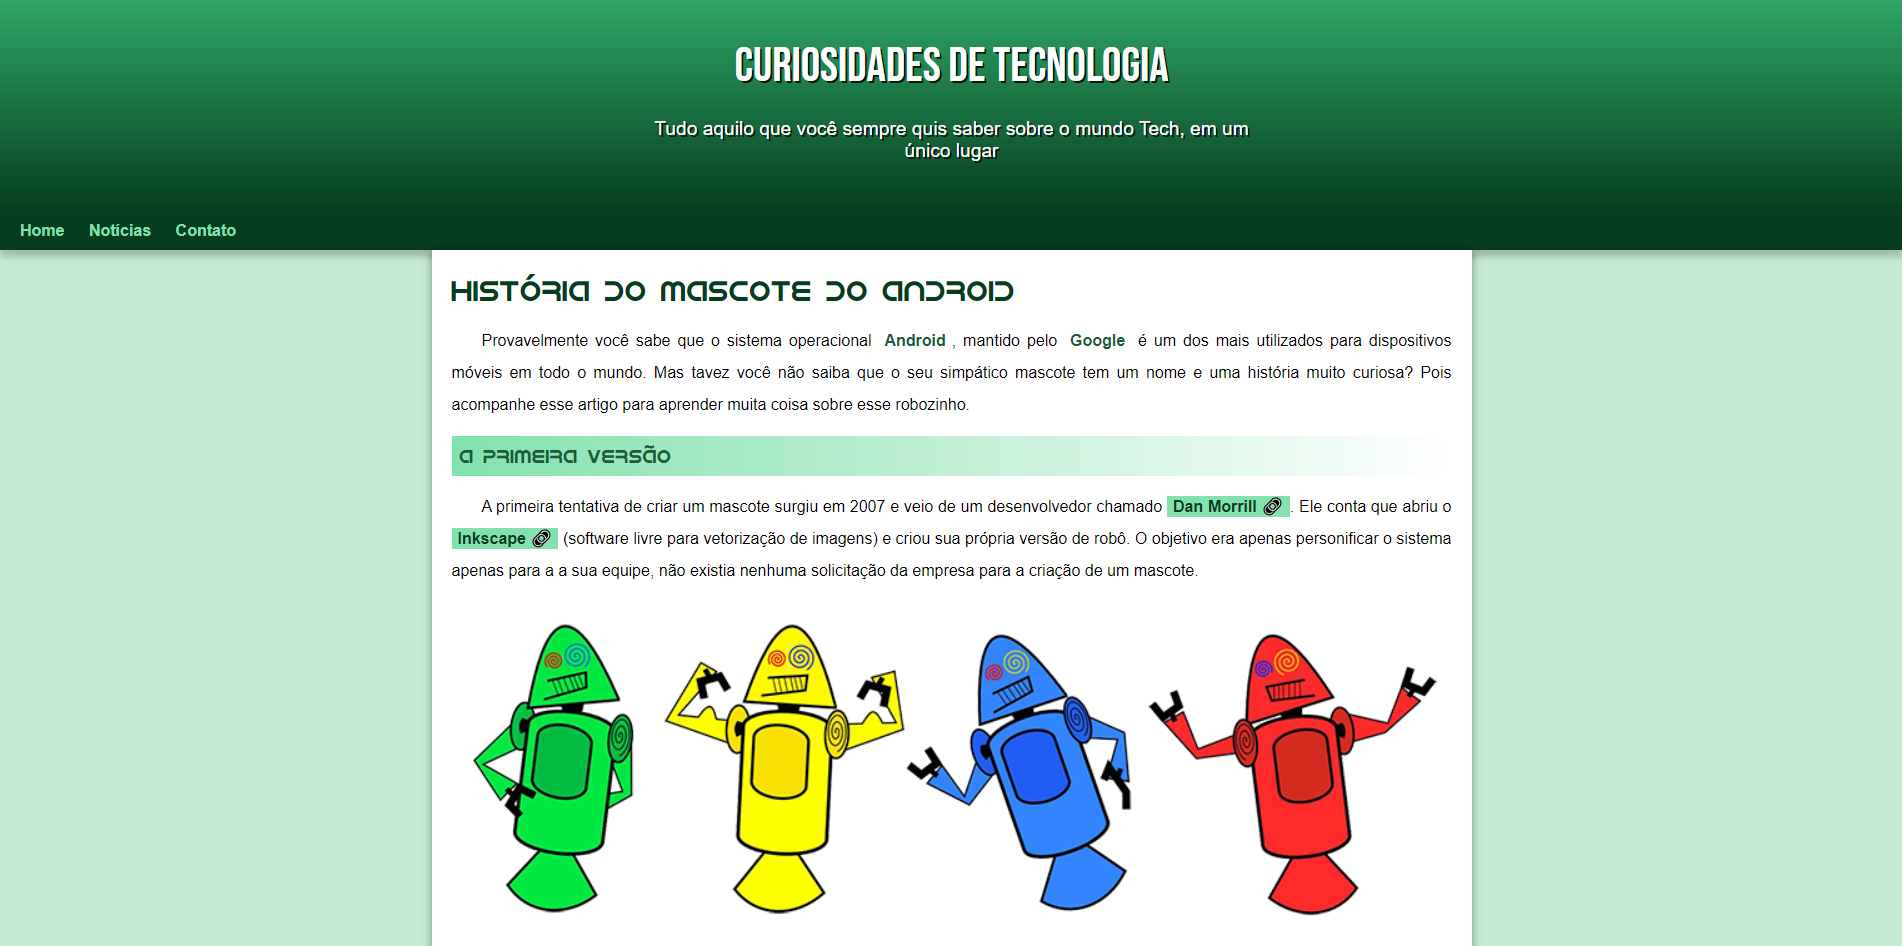 CURIOSIDADES DE TECNOLOGIA
Tudo aquilo que você sempre quis saber sobre o mundo Tech, em um
único lugar
Home Notícias Contato
HISTÓRIA DO MASCOTE DO ANDROID
Provavelmente você sabe que o sistema operacional Android , mantido pelo Google é um dos mais utilizados para dispositivos
móveis em todo o mundo. Mas tavez você não saiba que o seu simpático mascote tem um nome e uma história muito curiosa? Pois
acompanhe esse artigo para aprender muita coisa sobre esse robozinho.
A PRIMEIRA VERSÃO
A primeira tentativa de criar um mascote surgiu em 2007 e veio de um desenvolvedor chamado Dan Morrill . Ele conta que abriu o
Inkscape (software livre para vetorização de imagens) e criou sua própria versão de robô. O objetivo era apenas personificar o sistema
apenas para a a sua equipe, não existia nenhuma solicitação da empresa para a criação de um mascote.